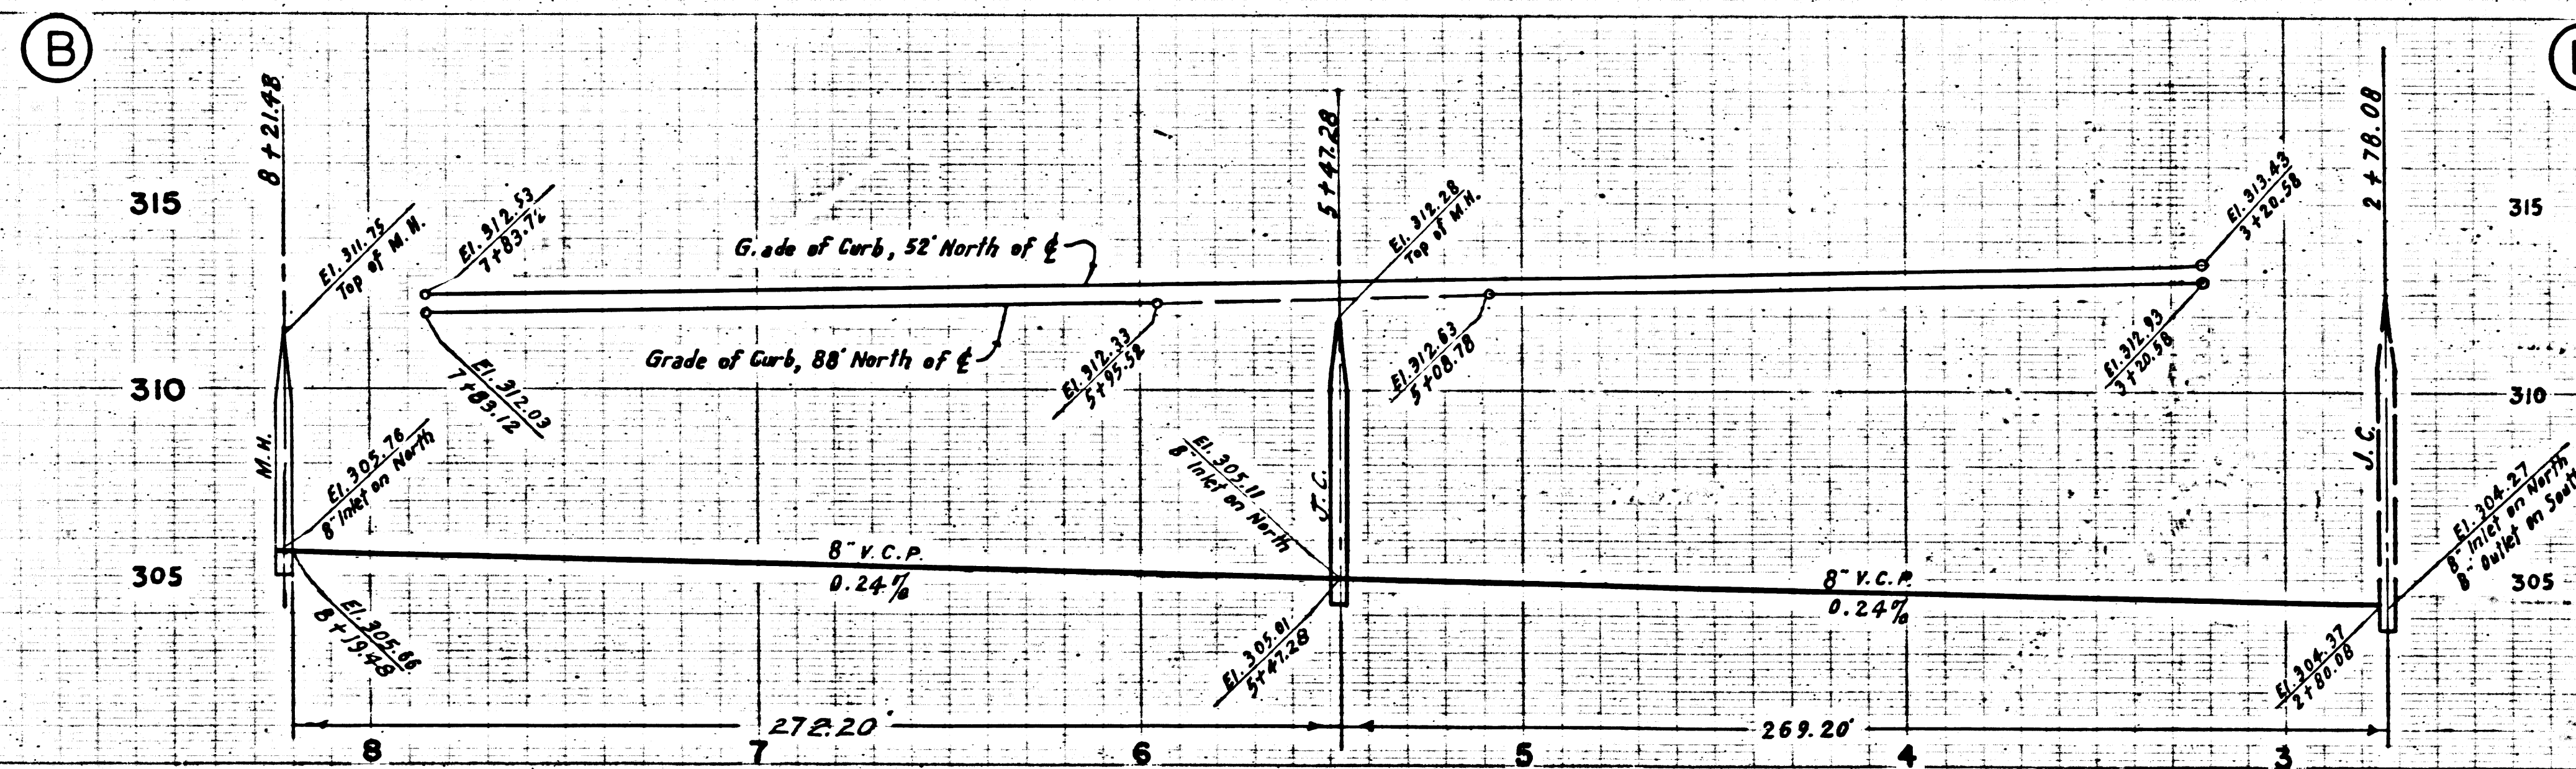 B
8 + 21.48
5 + 47.28
2 + 78.08
315
315
El. 311.75
Top of M.H.
El. 312.53
El. 312.28
Top of M.H.
El. 313.43
3+20.58
Grade of Curb, 52' North of ℄
Grade of Curb, 88' North of ℄
310
310
El. 312.03
7+83.12
El. 312.33
5+95.52
El. 312.63
5+08.78
El. 312.93
3+20.58
M.H.
J.C.
J.C.
El. 305.76
8" Inlet on North
El. 305.11
8" Inlet on North
El. 304.27
8" Inlet on North
8" Outlet on South
305
305
8" V.C.P.
0.24%
8" V.C.P.
0.24%
El. 305.66
8+19.48
El. 305.01
5+47.28
El. 304.37
2+80.08
272.20'
269.20'
8
7
6
5
4
3